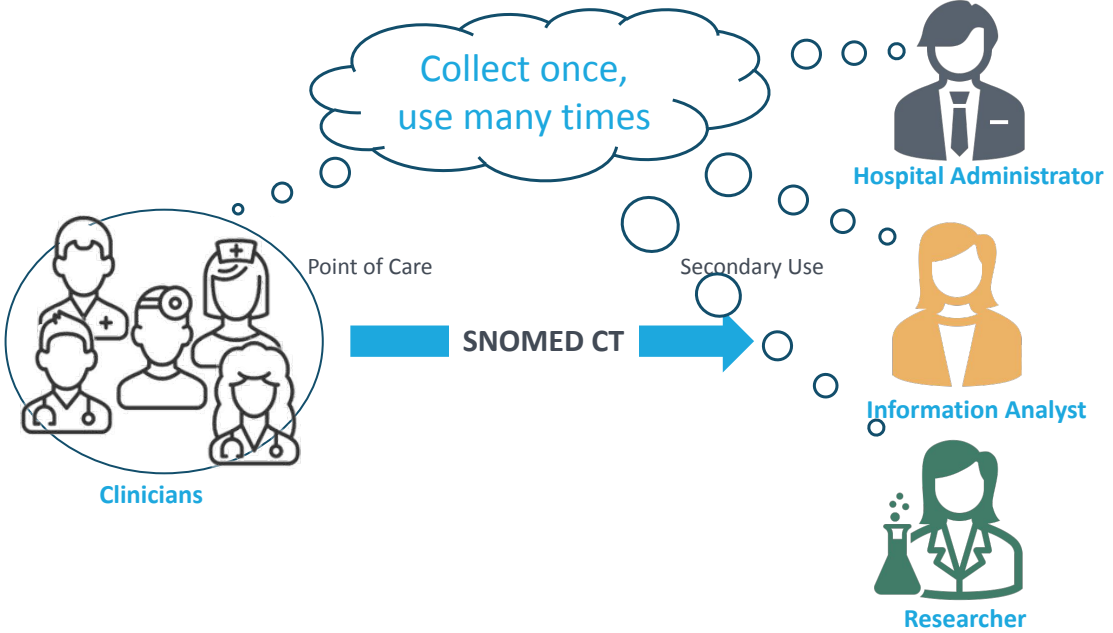 Collect once,
use many times
Hospital Administrator
Point of Care
Secondary Use
SNOMED CT
Information Analyst
Clinicians
Researcher